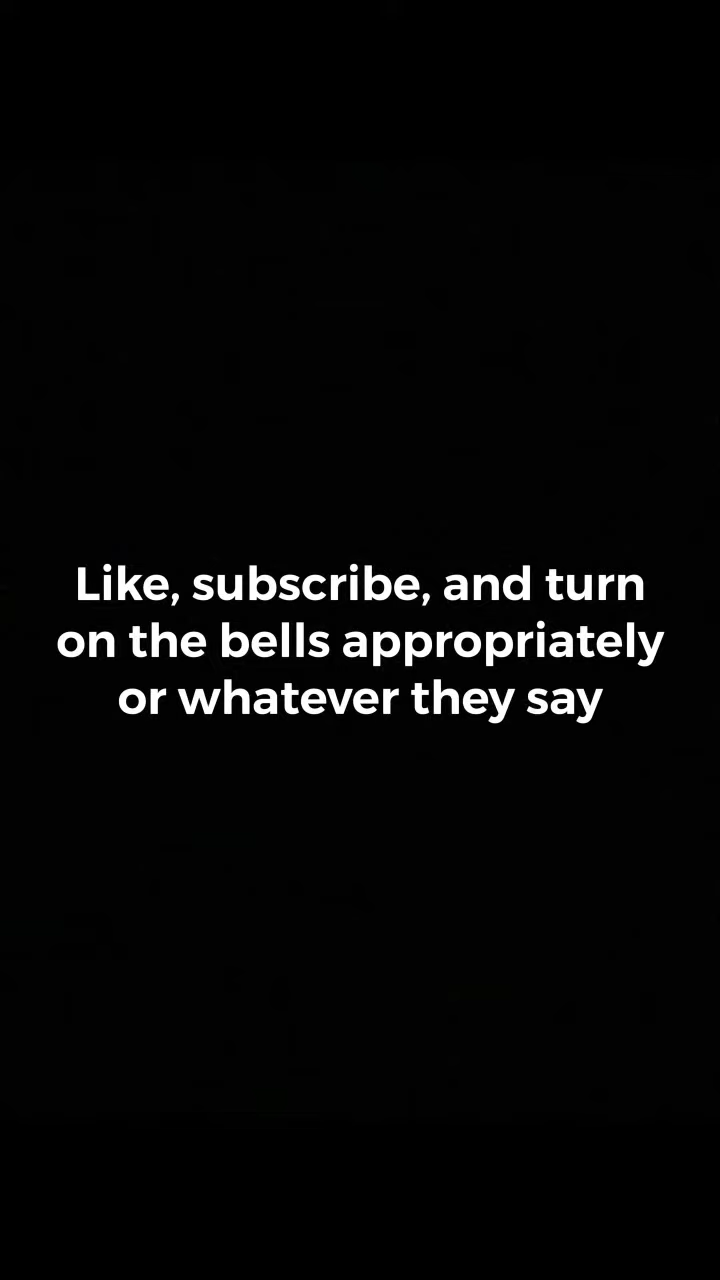 Like, subscribe, and turn
on the bells appropriately
or whatever they say